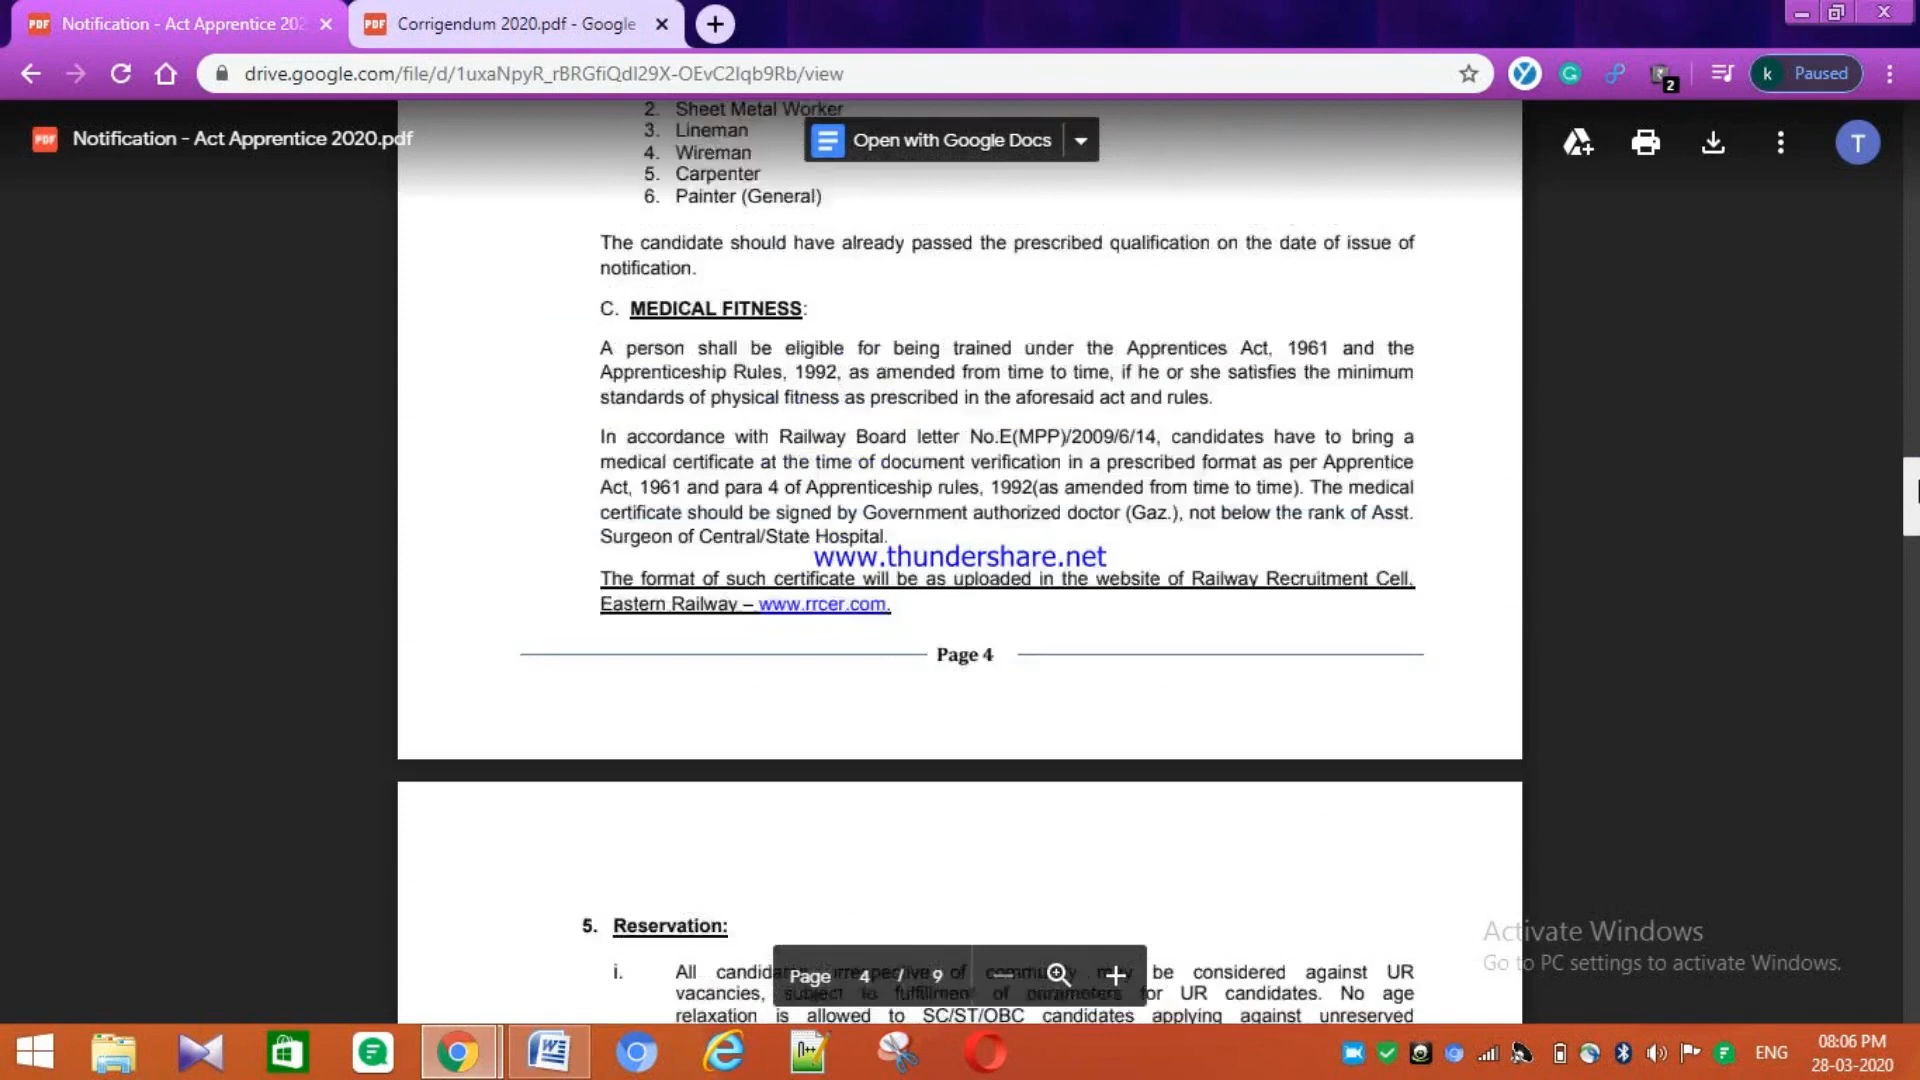 Notification - Act Apprentice 202
Corrigendum 2020.pdf - Google
drive.google.com/file/d/1uxaNpyR_rBRGfiQdI29X-OEvC2Iqb9Rb/view
2
k Paused
Notification - Act Apprentice 2020.pdf
Open with Google Docs
T
2. Sheet Metal Worker
3. Lineman
4. Wireman
5. Carpenter
6. Painter (General)
The candidate should have already passed the prescribed qualification on the date of issue of
notification.
C. MEDICAL FITNESS:
A person shall be eligible for being trained under the Apprentices Act, 1961 and the
Apprenticeship Rules, 1992, as amended from time to time, if he or she satisfies the minimum
standards of physical fitness as prescribed in the aforesaid act and rules.
In accordance with Railway Board letter No.E(MPP)/2009/6/14, candidates have to bring a
medical certificate at the time of document verification in a prescribed format as per Apprentice
Act, 1961 and para 4 of Apprenticeship rules, 1992(as amended from time to time). The medical
certificate should be signed by Government authorized doctor (Gaz.), not below the rank of Asst.
Surgeon of Central/State Hospital.
www.thundershare.net
The format of such certificate will be as uploaded in the website of Railway Recruitment Cell,
Eastern Railway – www.rrcer.com.
Page 4
5. Reservation:
i. All candidates irrespective of community may be considered against UR
vacancies, subject to fulfillment of parameters for UR candidates. No age
relaxation is allowed to SC/ST/OBC candidates applying against unreserved
Page 4 / 9
Activate Windows
Go to PC settings to activate Windows.
ENG
08:06 PM
28-03-2020